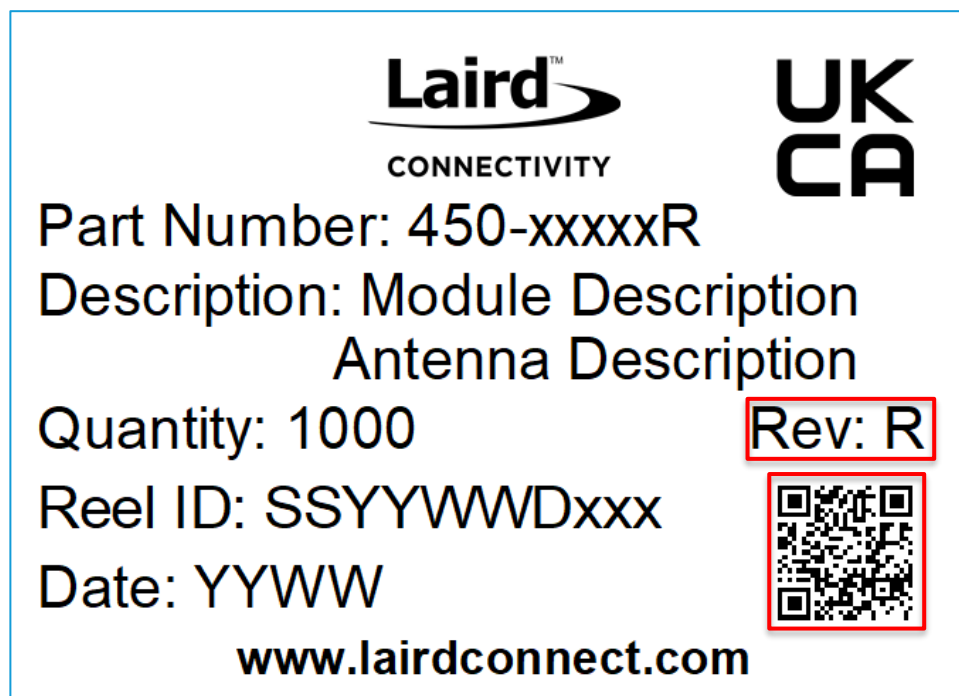 Laird™
CONNECTIVITY
UK
CA
Part Number: 450-xxxxxR
Description: Module Description
Antenna Description
Quantity: 1000
Rev: R
Reel ID: SSYYWWDxxx
Date: YYWW
www.lairdconnect.com